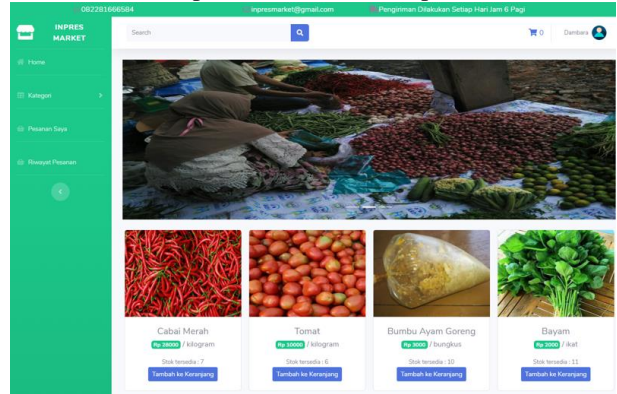 082281666584
inpresmarket@gmail.com
Pengiriman Dilakukan Setiap Hari Jam 6 Pagi
INPRES
MARKET
Search
0
Dambara
Home
Kategori
Pesanan Saya
Riwayat Pesanan
Cabai Merah
Rp 28000 / kilogram
Stok tersedia : 7
Tambah ke Keranjang
Tomat
Rp 10000 / kilogram
Stok tersedia : 6
Tambah ke Keranjang
Bumbu Ayam Goreng
Rp 3000 / bungkus
Stok tersedia : 10
Tambah ke Keranjang
Bayam
Rp 2000 / ikat
Stok tersedia : 11
Tambah ke Keranjang